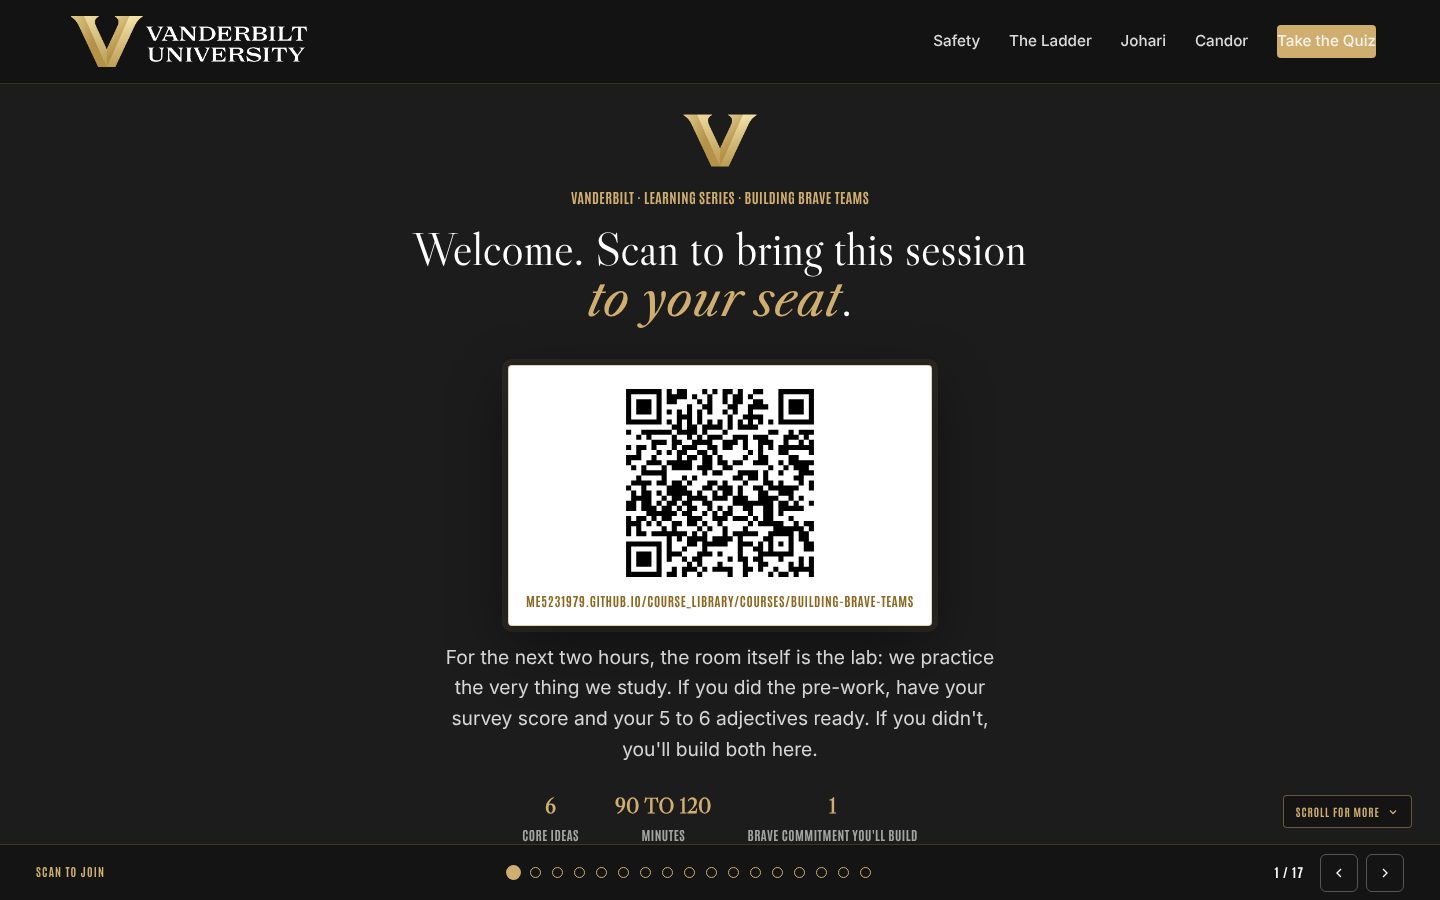 VANDERBILT
UNIVERSITY
Safety
The Ladder
Johari
Candor
Take the Quiz
VANDERBILT · LEARNING SERIES · BUILDING BRAVE TEAMS
Welcome. Scan to bring this session
to your seat.
ME5231979.GITHUB.IO/COURSE_LIBRARY/COURSES/BUILDING-BRAVE-TEAMS
For the next two hours, the room itself is the lab: we practice
the very thing we study. If you did the pre-work, have your
survey score and your 5 to 6 adjectives ready. If you didn't,
you'll build both here.
6
CORE IDEAS
90 TO 120
MINUTES
1
BRAVE COMMITMENT YOU'LL BUILD
SCROLL FOR MORE
SCAN TO JOIN
1 / 17